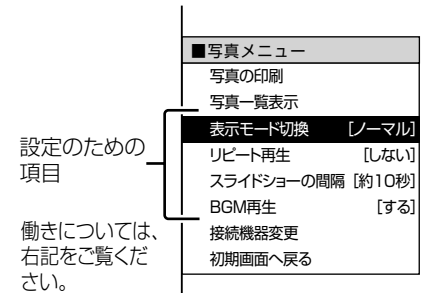 ■写真メニュー
写真の印刷
写真一覧表示
表示モード切換 [ノーマル]
リピート再生 [しない]
スライドショーの間隔 [約10秒]
BGM再生 [する]
接続機器変更
初期画面へ戻る
設定のための
項目
働きについては、
右記をご覧くだ
さい。